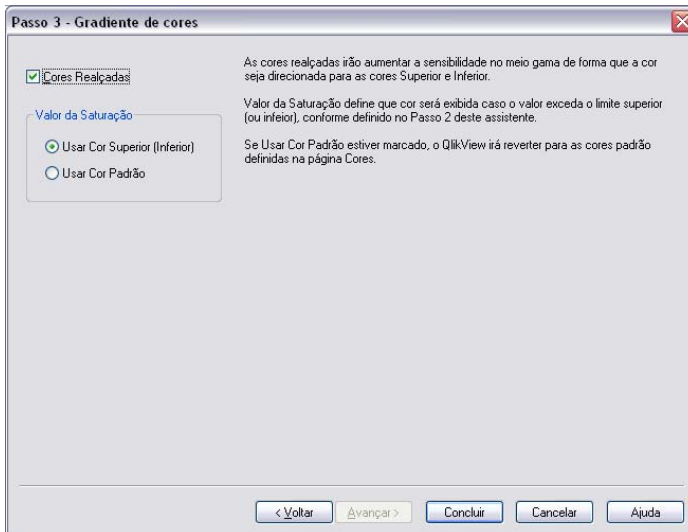 Passo 3 - Gradiente de cores
Cores Realçadas
Valor da Saturação
Usar Cor Superior (Inferior)
Usar Cor Padrão
As cores realçadas irão aumentar a sensibilidade no meio gama de forma que a cor
seja direcionada para as cores Superior e Inferior.
Valor da Saturação define que cor será exibida caso o valor exceda o limite superior
(ou infeior), conforme definido no Passo 2 deste assistente.
Se Usar Cor Padrão estiver marcado, o QlikView irá reverter para as cores padrão
definidas na página Cores.
< Voltar
Avançar >
Concluir
Cancelar
Ajuda